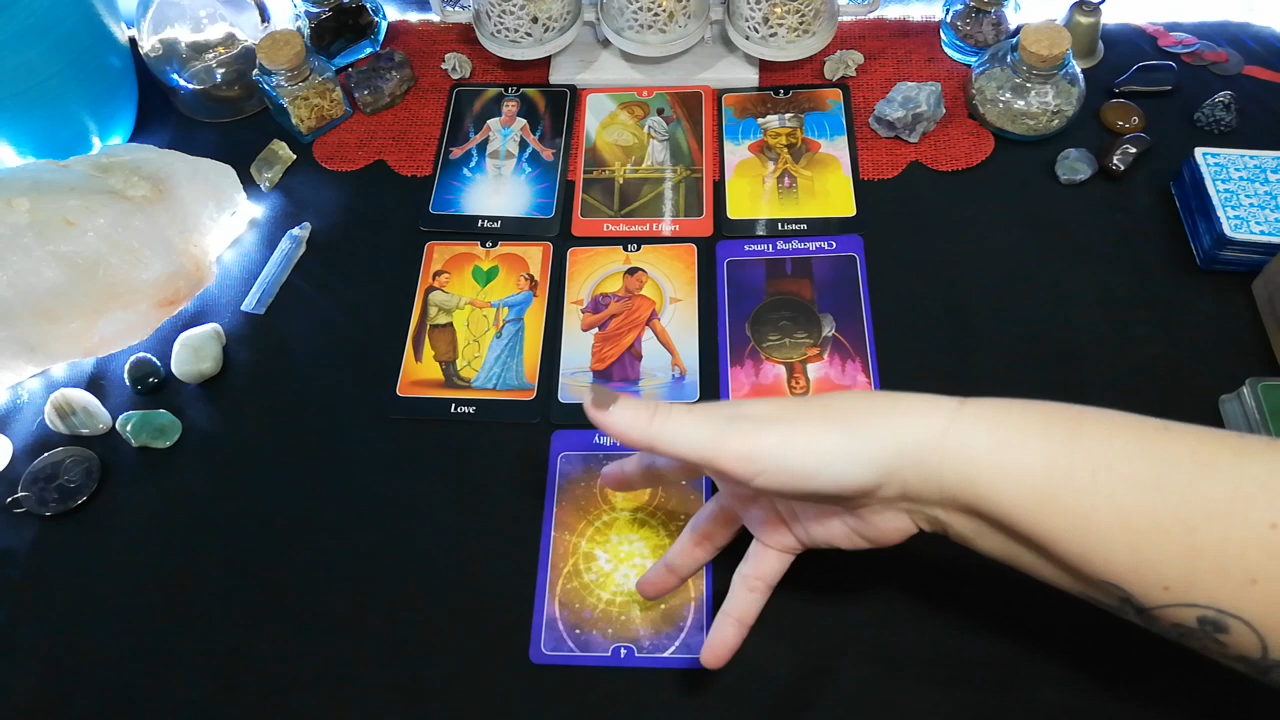 17
Heal
8
Dedicated Effort
2
Listen
6
Love
10
Challenging Times
4